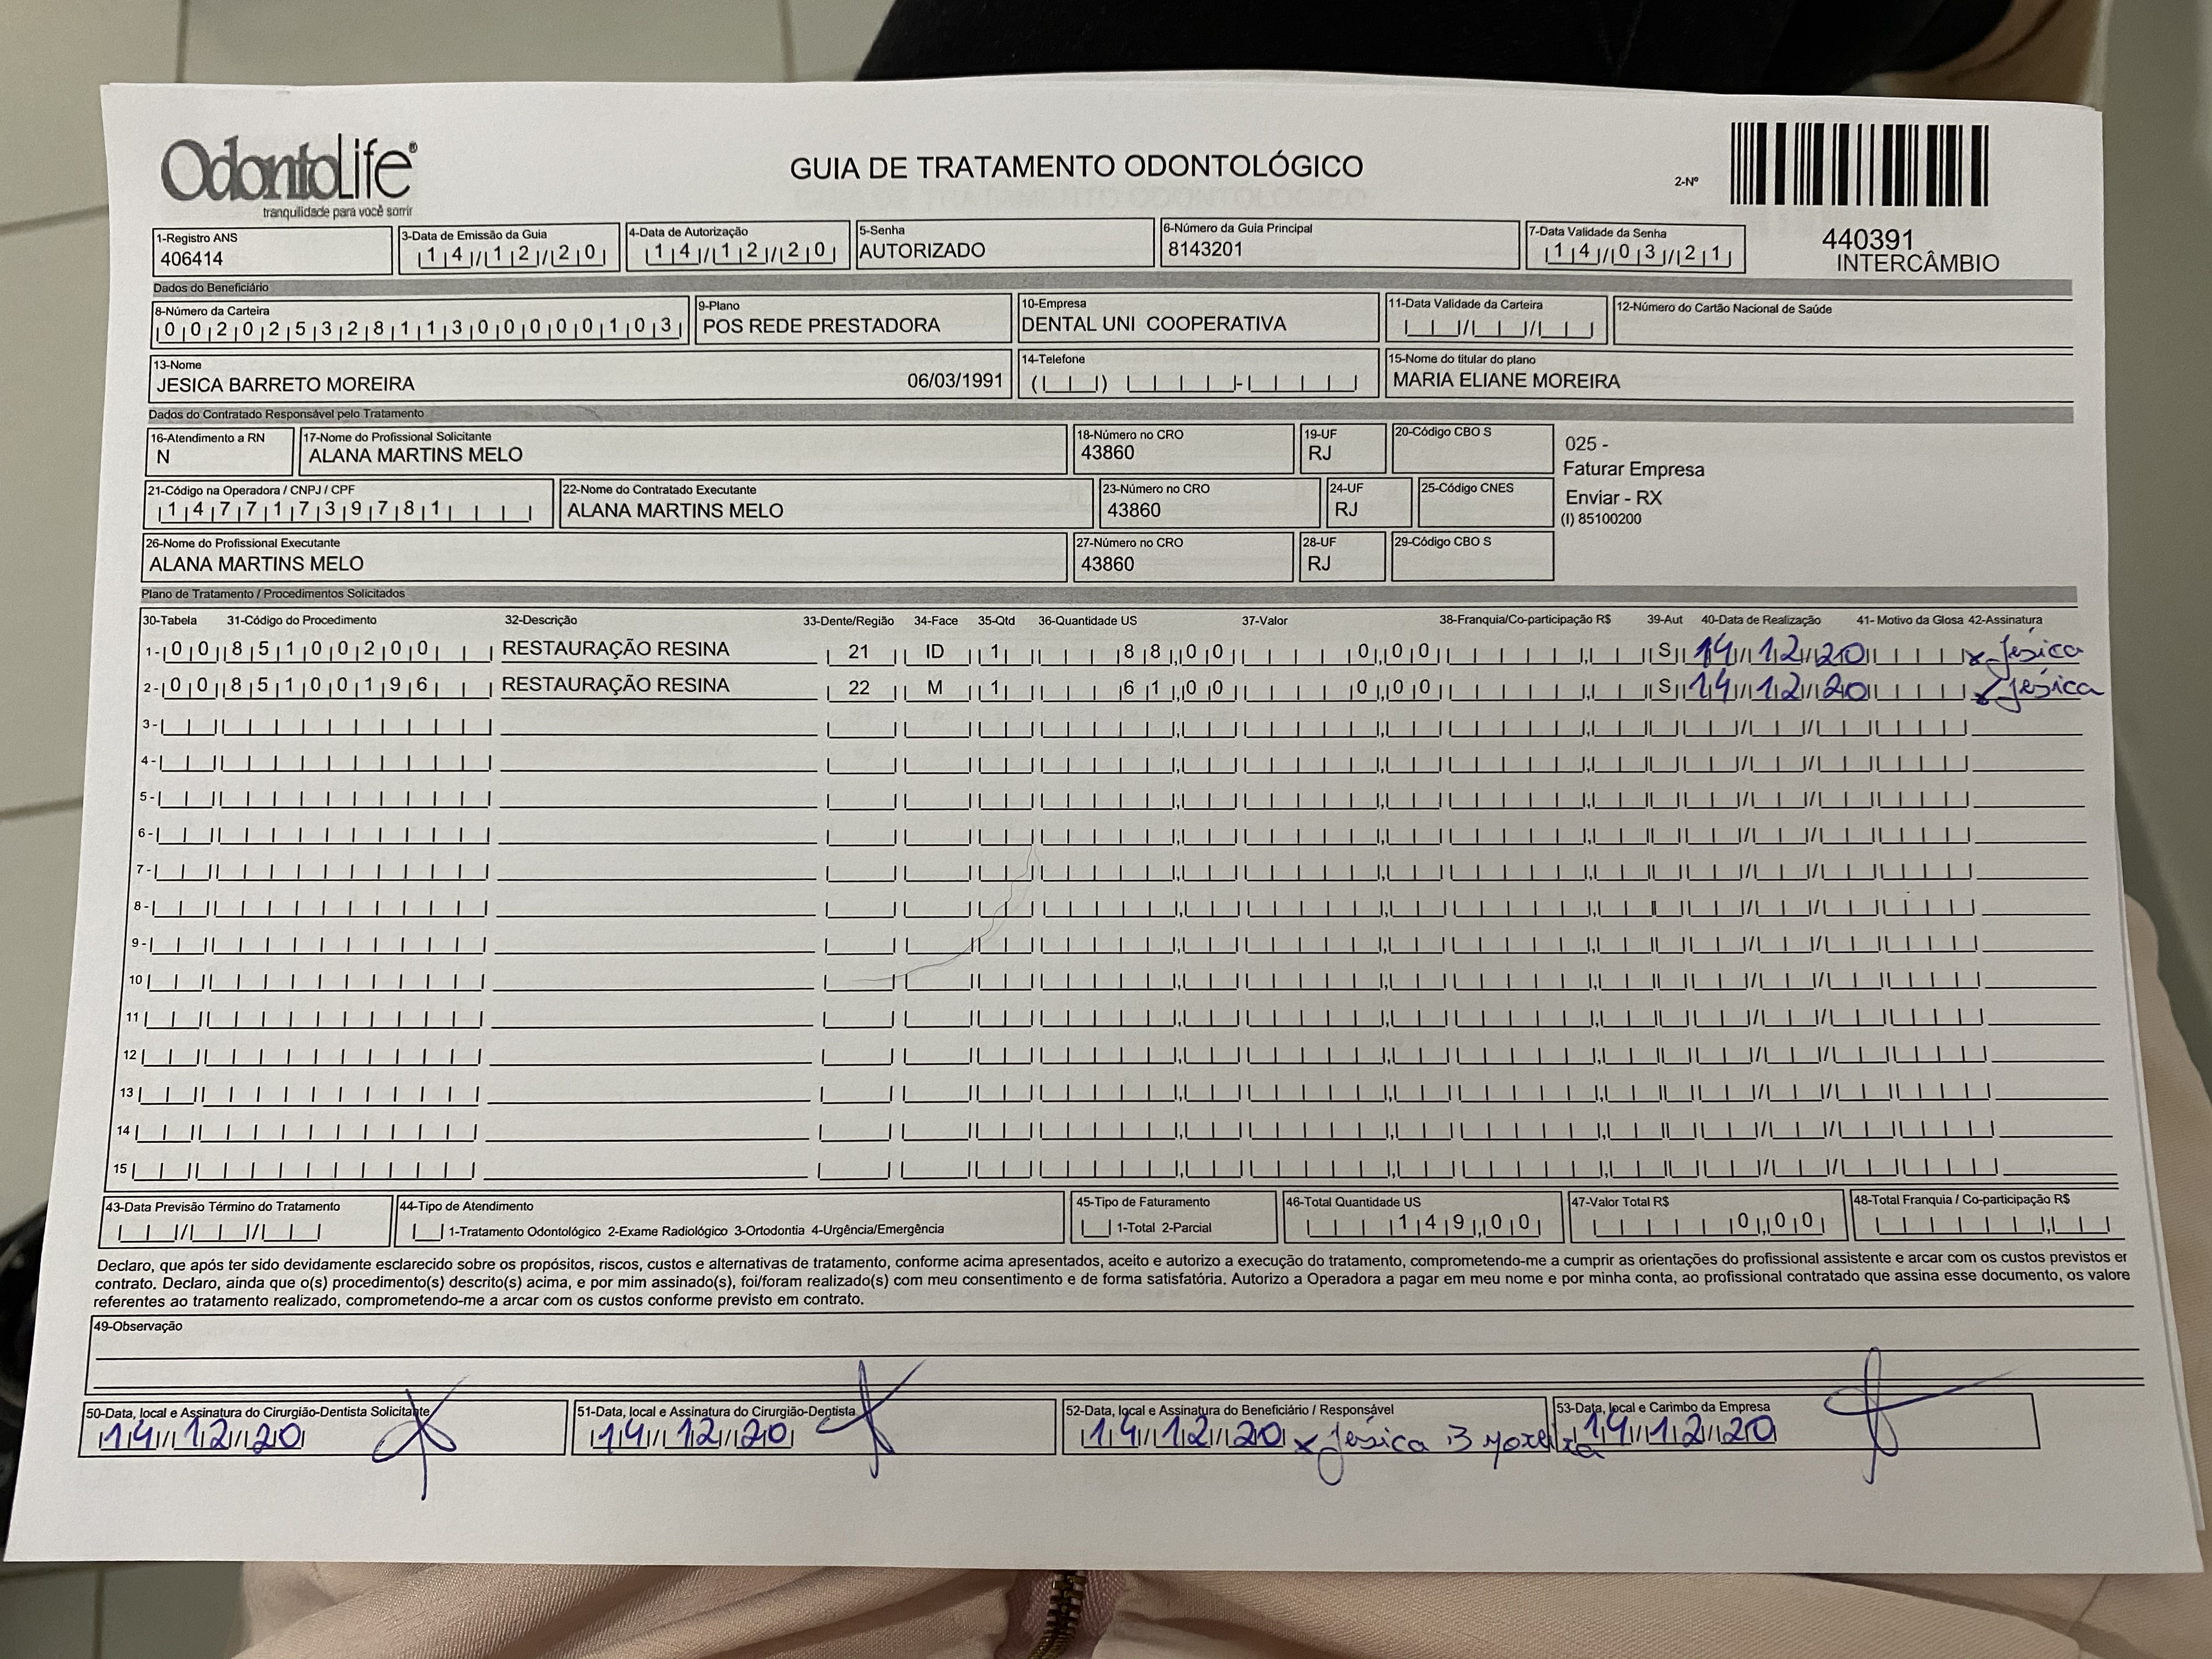 OdontoLife®
tranquilidade para você sorrir
GUIA DE TRATAMENTO ODONTOLÓGICO
2-Nº
440391
INTERCÂMBIO
1-Registro ANS
406414
3-Data de Emissão da Guia
14/12/20
4-Data de Autorização
14/12/20
5-Senha
AUTORIZADO
6-Número da Guia Principal
8143201
7-Data Validade da Senha
14/03/21
Dados do Beneficiário
8-Número da Carteira
00202532811300000103
9-Plano
POS REDE PRESTADORA
10-Empresa
DENTAL UNI COOPERATIVA
11-Data Validade da Carteira
12-Número do Cartão Nacional de Saúde
13-Nome
JESICA BARRETO MOREIRA 06/03/1991
14-Telefone
15-Nome do titular do plano
MARIA ELIANE MOREIRA
Dados do Contratado Responsável pelo Tratamento
16-Atendimento a RN
N
17-Nome do Profissional Solicitante
ALANA MARTINS MELO
18-Número no CRO
43860
19-UF
RJ
20-Código CBO S
025 -
Faturar Empresa
Enviar - RX
(I) 85100200
21-Código na Operadora / CNPJ / CPF
14771739781
22-Nome do Contratado Executante
ALANA MARTINS MELO
23-Número no CRO
43860
24-UF
RJ
25-Código CNES
26-Nome do Profissional Executante
ALANA MARTINS MELO
27-Número no CRO
43860
28-UF
RJ
29-Código CBO S
Plano de Tratamento / Procedimentos Solicitados
30-Tabela 31-Código do Procedimento 32-Descrição 33-Dente/Região 34-Face 35-Qtd 36-Quantidade US 37-Valor 38-Franquia/Co-participação R$ 39-Aut 40-Data de Realização 41- Motivo da Glosa 42-Assinatura
1- 00 85100200 RESTAURAÇÃO RESINA 21 ID 1 88,00 0,00 S 14/12/20 x Jésica
2- 00 85100196 RESTAURAÇÃO RESINA 22 M 1 61,00 0,00 S 14/12/20 x Jésica
3-
4-
5-
6-
7-
8-
9-
10
11
12
13
14
15
43-Data Previsão Término do Tratamento
44-Tipo de Atendimento
1-Tratamento Odontológico 2-Exame Radiológico 3-Ortodontia 4-Urgência/Emergência
45-Tipo de Faturamento
1-Total 2-Parcial
46-Total Quantidade US
149,00
47-Valor Total R$
0,00
48-Total Franquia / Co-participação R$
Declaro, que após ter sido devidamente esclarecido sobre os propósitos, riscos, custos e alternativas de tratamento, conforme acima apresentados, aceito e autorizo a execução do tratamento, comprometendo-me a cumprir as orientações do profissional assistente e arcar com os custos previstos er
contrato. Declaro, ainda que o(s) procedimento(s) descrito(s) acima, e por mim assinado(s), foi/foram realizado(s) com meu consentimento e de forma satisfatória. Autorizo a Operadora a pagar em meu nome e por minha conta, ao profissional contratado que assina esse documento, os valore
referentes ao tratamento realizado, comprometendo-me a arcar com os custos conforme previsto em contrato.
49-Observação
50-Data, local e Assinatura do Cirurgião-Dentista Solicitante
14/12/20
51-Data, local e Assinatura do Cirurgião-Dentista
14/12/20
52-Data, local e Assinatura do Beneficiário / Responsável
14/12/20 x Jésica B Moreira
53-Data, local e Carimbo da Empresa
14/12/20